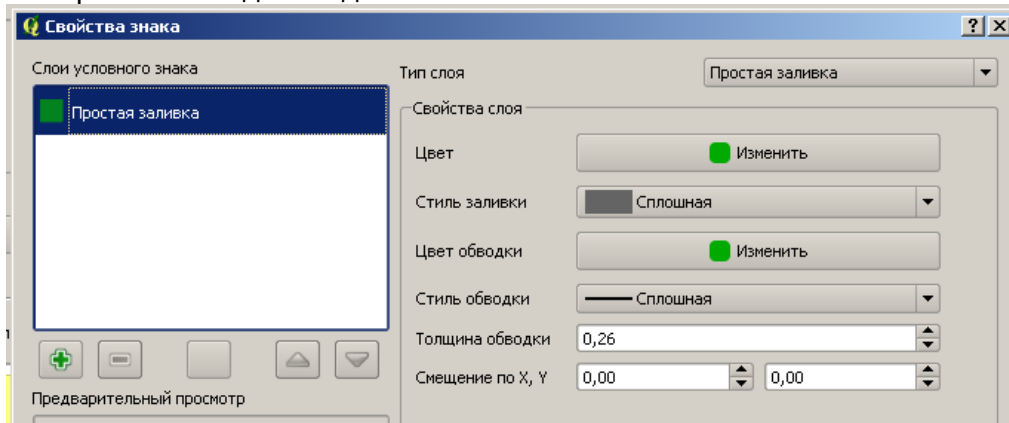 Свойства знака
Слои условного знака
Простая заливка
Предварительный просмотр
Тип слоя Простая заливка
Свойства слоя
Цвет Изменить
Стиль заливки Сплошная
Цвет обводки Изменить
Стиль обводки Сплошная
Толщина обводки 0,26
Смещение по X, Y 0,00 0,00